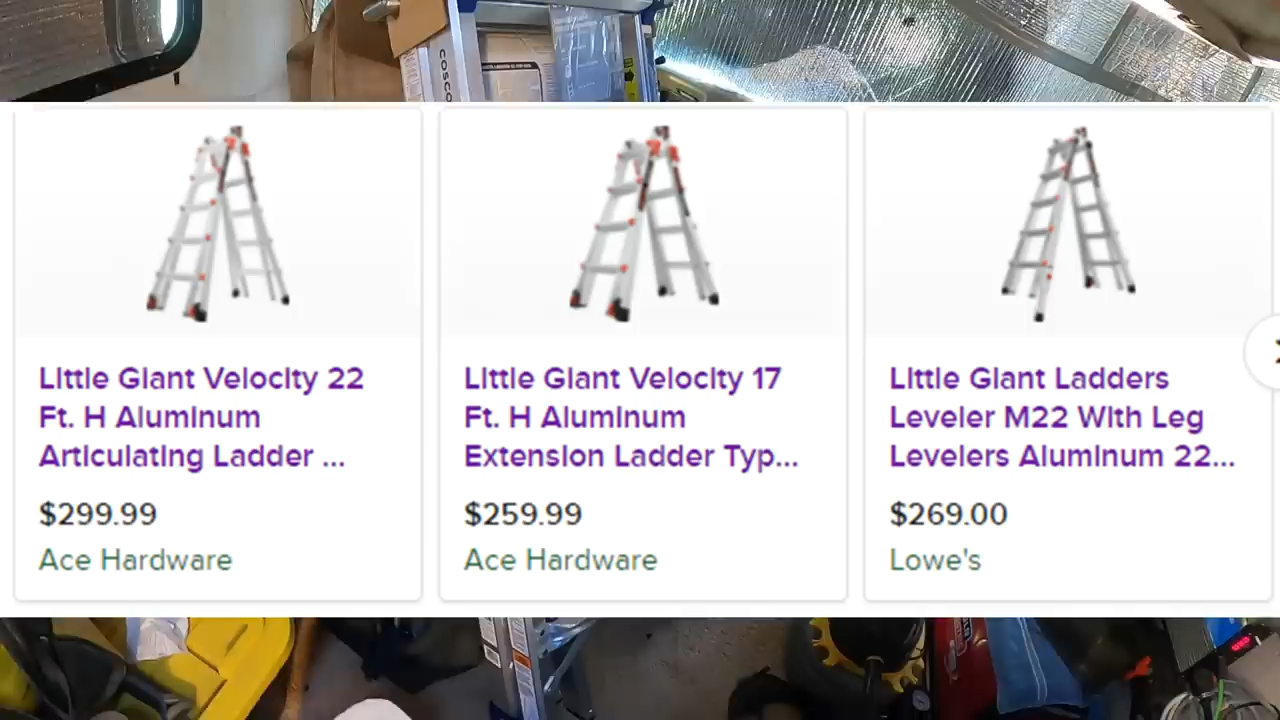 COSCO
Little Giant Velocity 22
Ft. H Aluminum
Articulating Ladder ...
$299.99
Ace Hardware
Little Giant Velocity 17
Ft. H Aluminum
Extension Ladder Typ...
$259.99
Ace Hardware
Little Giant Ladders
Leveler M22 With Leg
Levelers Aluminum 22...
$269.00
Lowe's